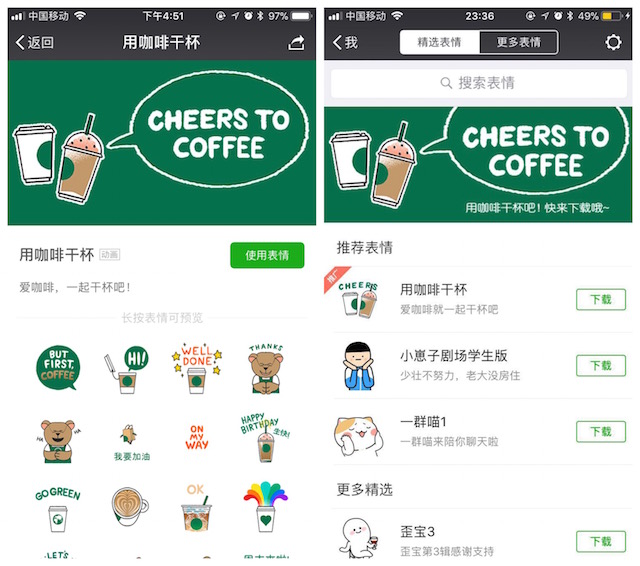 中国移动
下午4:51
97%
返回
用咖啡干杯
CHEERS TO
COFFEE
用咖啡干杯
动画
使用表情
爱咖啡,一起干杯吧!
长按表情可预览
BUT
FIRST,
COFFEE
HI!
WELL
DONE
THANKS
HA
HA
我要加油
ON
MY
WAY
HAPPY
BIRTHDAY
生快!
GO GREEN
OK
LET'S
周末来啦!
中国移动
23:36
49%
我
精选表情
更多表情
搜索表情
CHEERS TO
COFFEE
用咖啡干杯吧!快来下载哦~
推荐表情
推广
CHEERS
用咖啡干杯
爱咖啡就一起干杯吧
下载
小崽子剧场学生版
少壮不努力,老大没房住
下载
一群喵1
一群喵来陪你聊天啦
下载
更多精选
歪宝3
歪宝第3辑感谢支持
下载